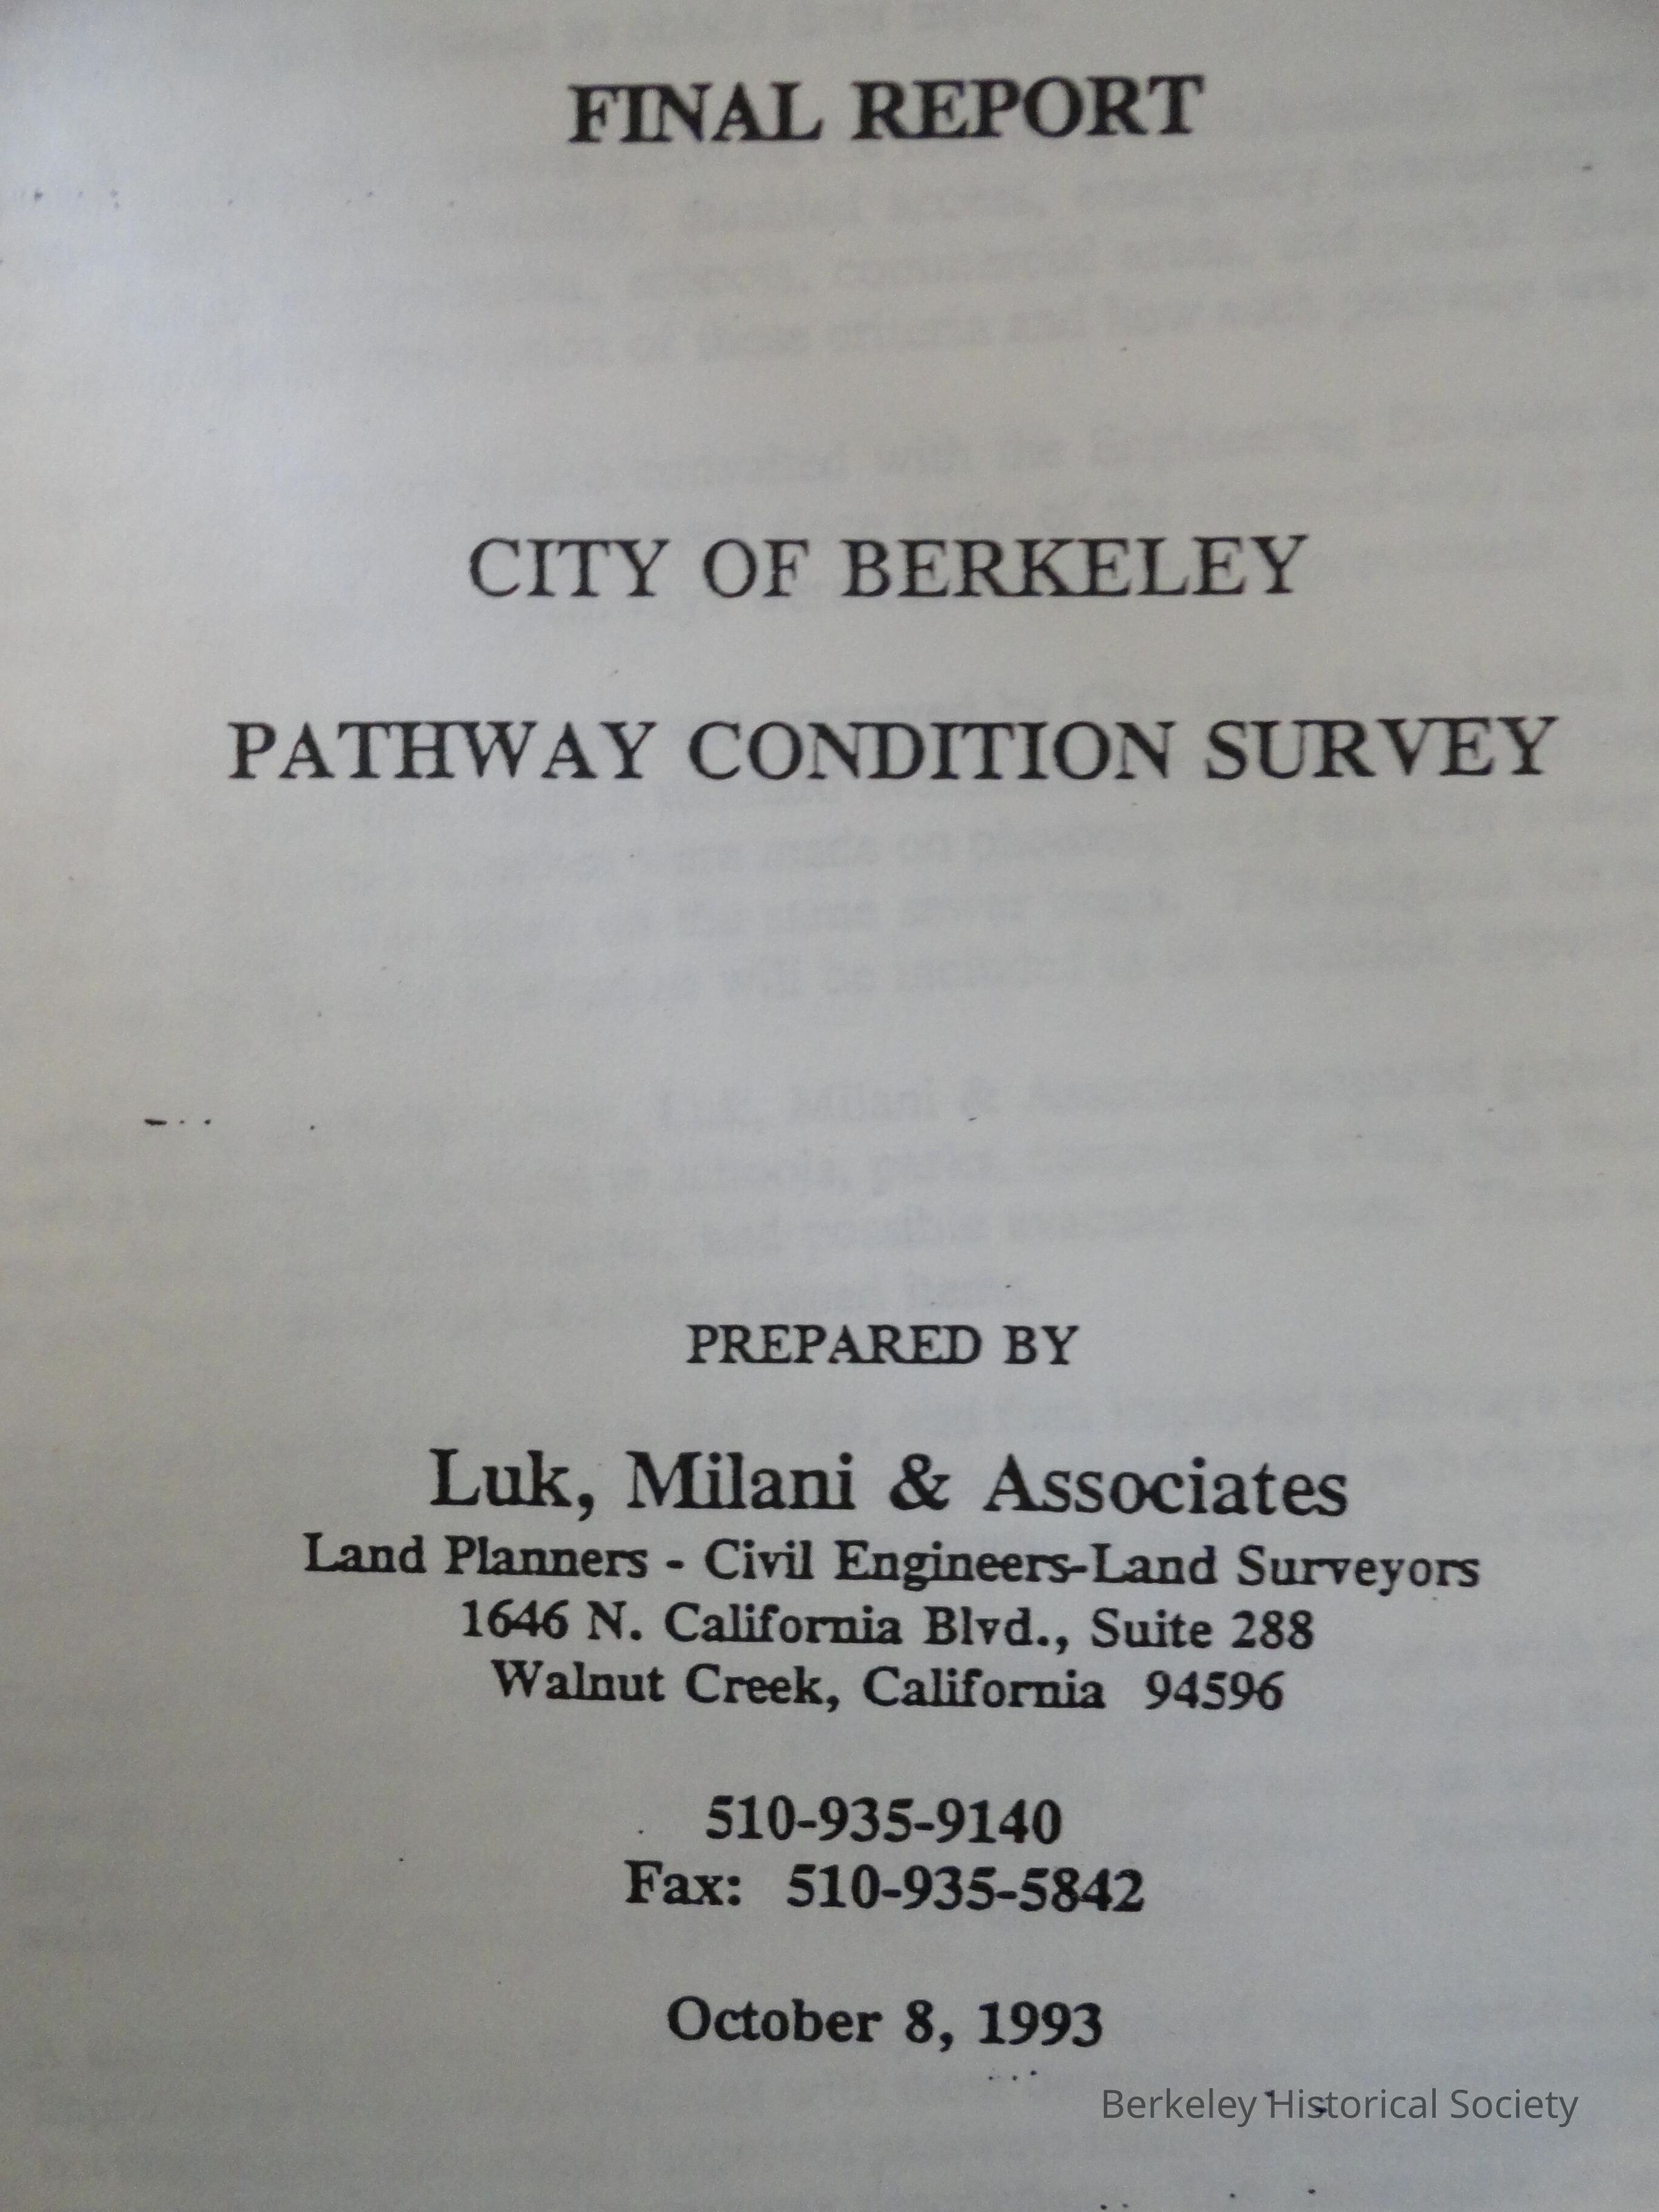 FINAL REPORT
CITY OF BERKELEY
PATHWAY CONDITION SURVEY
PREPARED BY
Luk, Milani & Associates
Land Planners - Civil Engineers-Land Surveyors
1646 N. California Blvd., Suite 288
Walnut Creek, California 94596
510-935-9140
Fax: 510-935-5842
October 8, 1993
Berkeley Historical Society